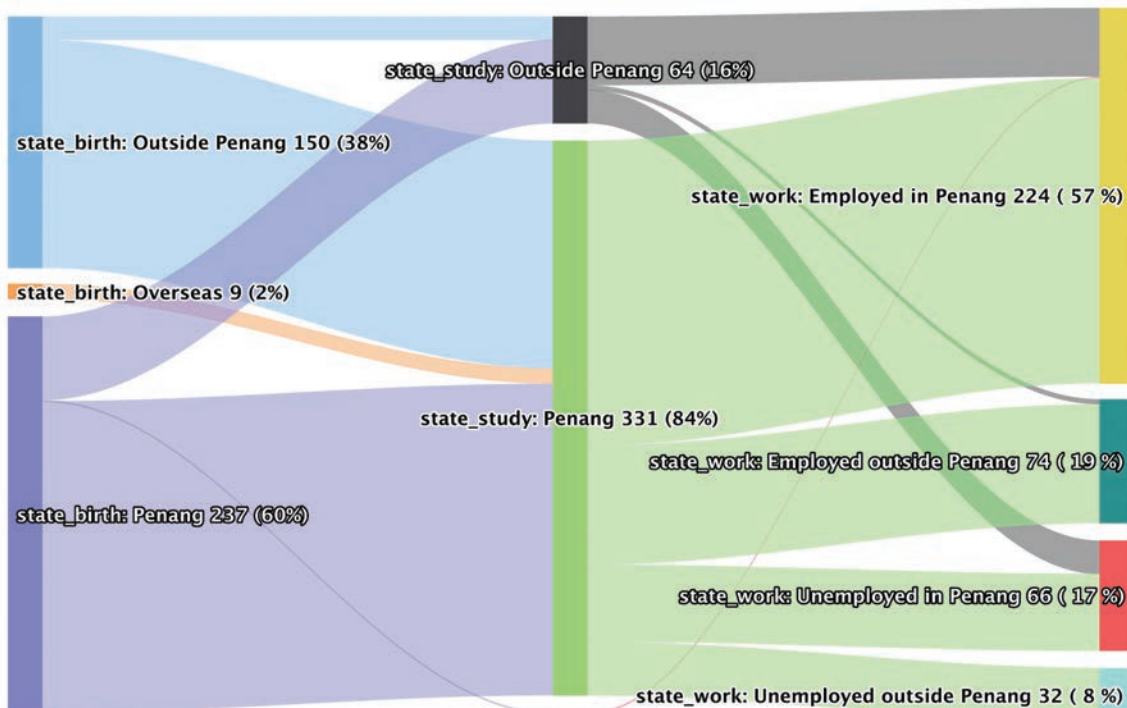 state_study: Outside Penang 64 (16%)
state_birth: Outside Penang 150 (38%)
state_work: Employed in Penang 224 ( 57 %)
state_birth: Overseas 9 (2%)
state_study: Penang 331 (84%)
state_work: Employed outside Penang 74 ( 19 %)
state_birth: Penang 237 (60%)
state_work: Unemployed in Penang 66 ( 17 %)
state_work: Unemployed outside Penang 32 ( 8 %)